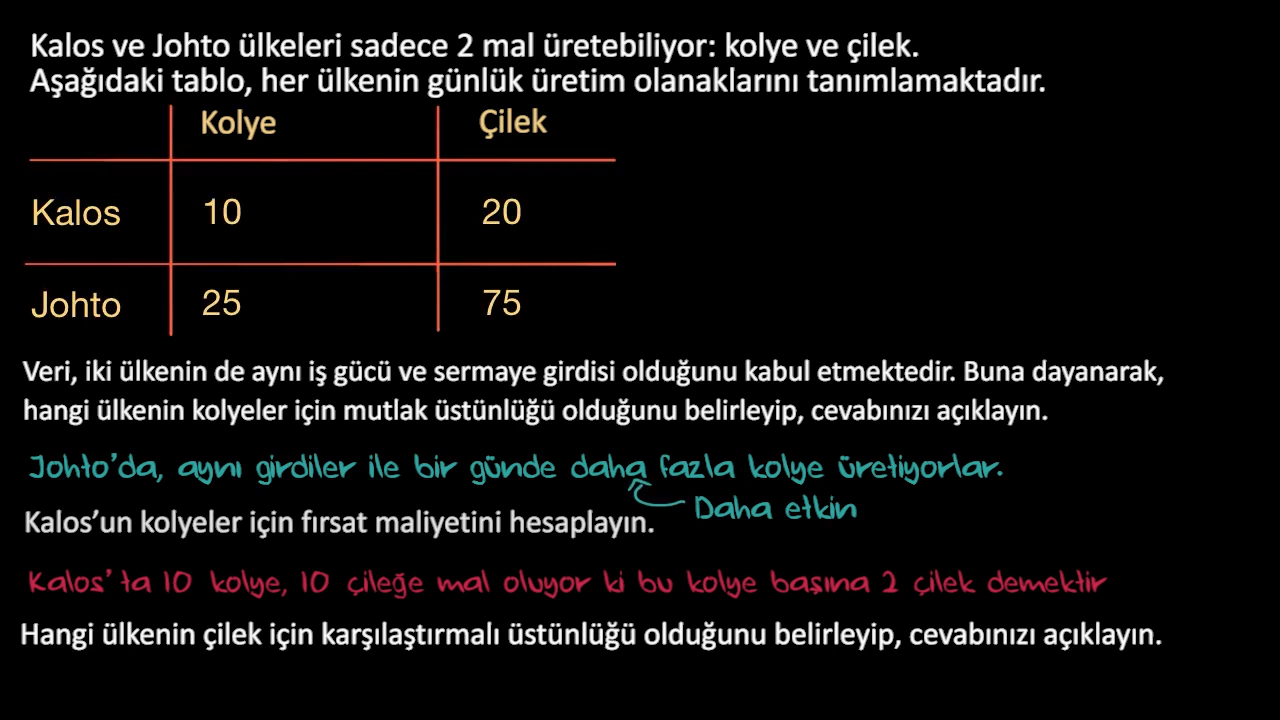 Kalos ve Johto ülkeleri sadece 2 mal üretebiliyor: kolye ve çilek.
Aşağıdaki tablo, her ülkenin günlük üretim olanaklarını tanımlamaktadır.
Kolye Çilek
Kalos 10 20
Johto 25 75
Veri, iki ülkenin de aynı iş gücü ve sermaye girdisi olduğunu kabul etmektedir. Buna dayanarak,
hangi ülkenin kolyeler için mutlak üstünlüğü olduğunu belirleyip, cevabınızı açıklayın.
Johto'da, aynı girdiler ile bir günde daha fazla kolye üretiyorlar.
Daha etkin
Kalos'un kolyeler için fırsat maliyetini hesaplayın.
Kalos'ta 10 kolye, 10 çileğe mal oluyor ki bu kolye başına 2 çilek demektir
Hangi ülkenin çilek için karşılaştırmalı üstünlüğü olduğunu belirleyip, cevabınızı açıklayın.